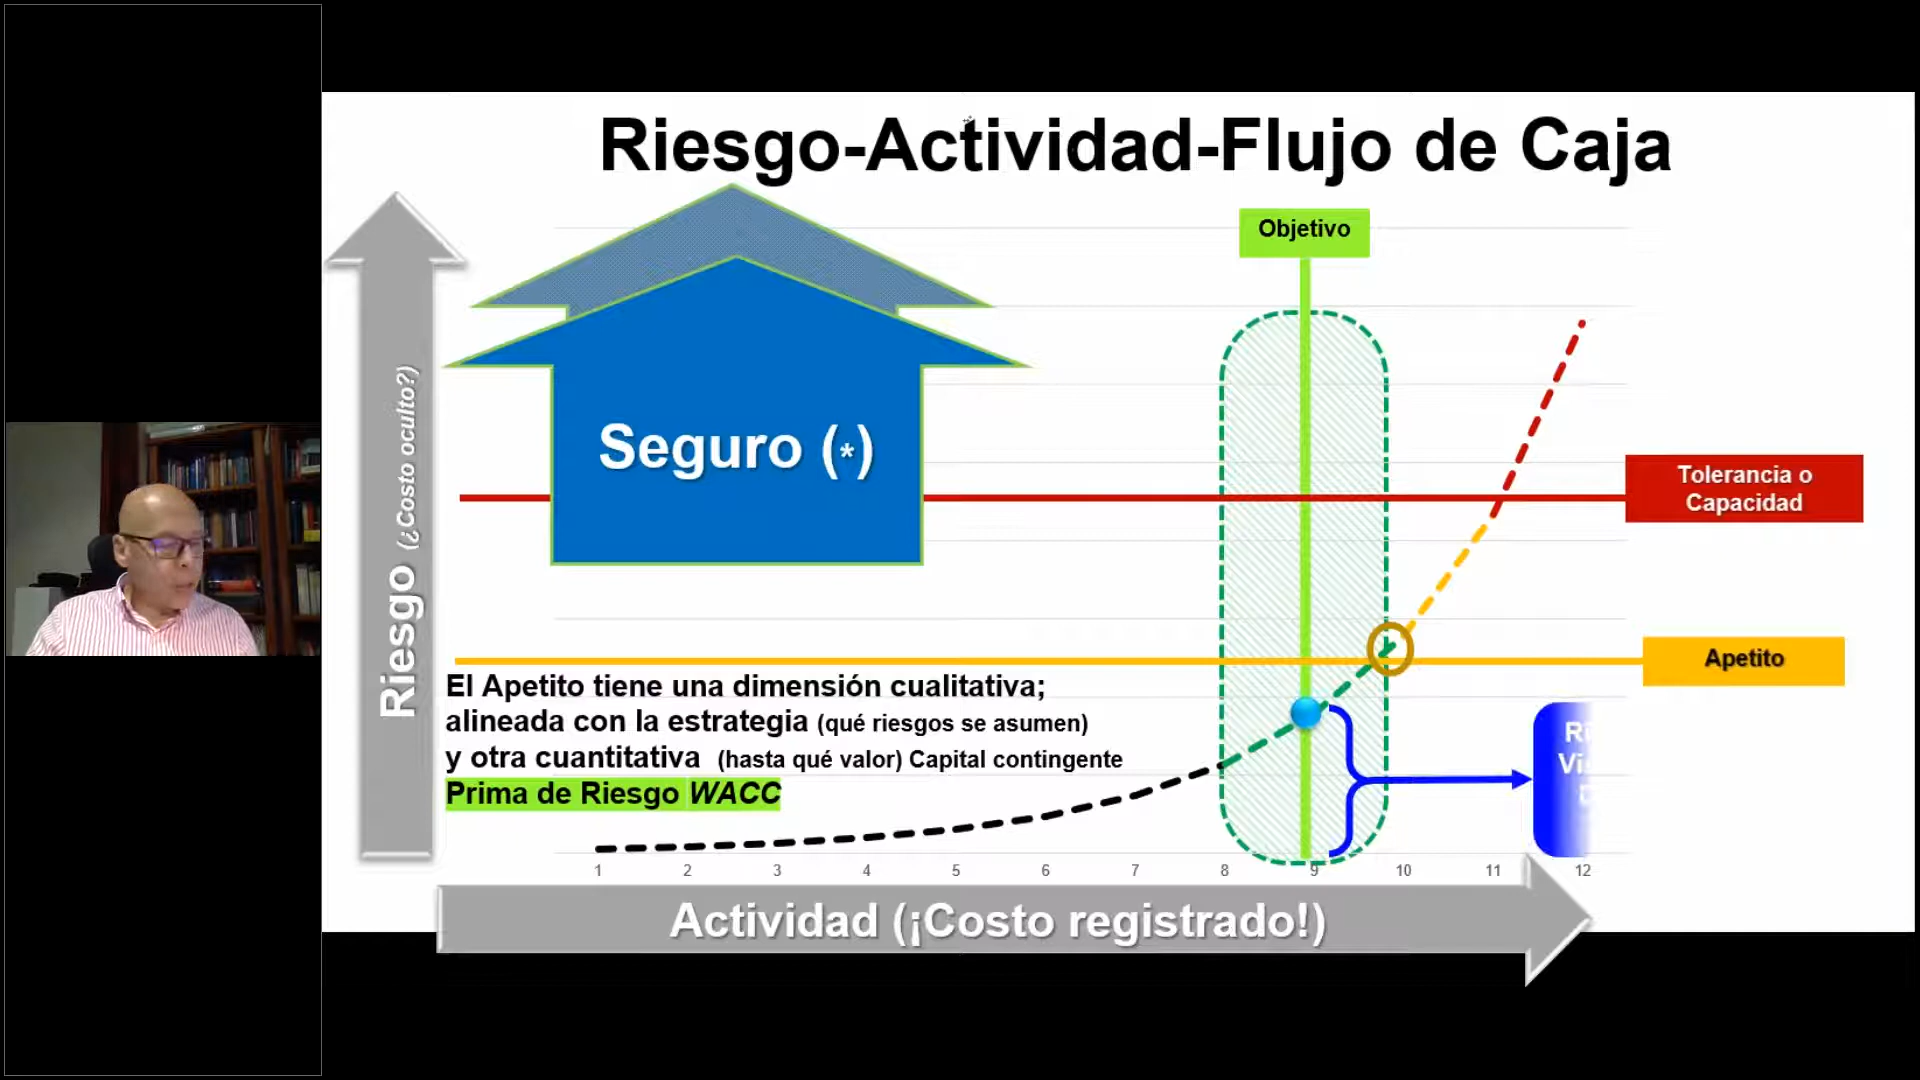 Riesgo-Actividad-Flujo de Caja
Objetivo
Riesgo (¿Costo oculto?)
Seguro (*)
Tolerancia o
Capacidad
Apetito
El Apetito tiene una dimensión cualitativa;
alineada con la estrategia (qué riesgos se asumen)
y otra cuantitativa (hasta qué valor) Capital contingente
Prima de Riesgo WACC
1 2 3 4 5 6 7 8 9 10 11 12
Actividad (¡Costo registrado!)